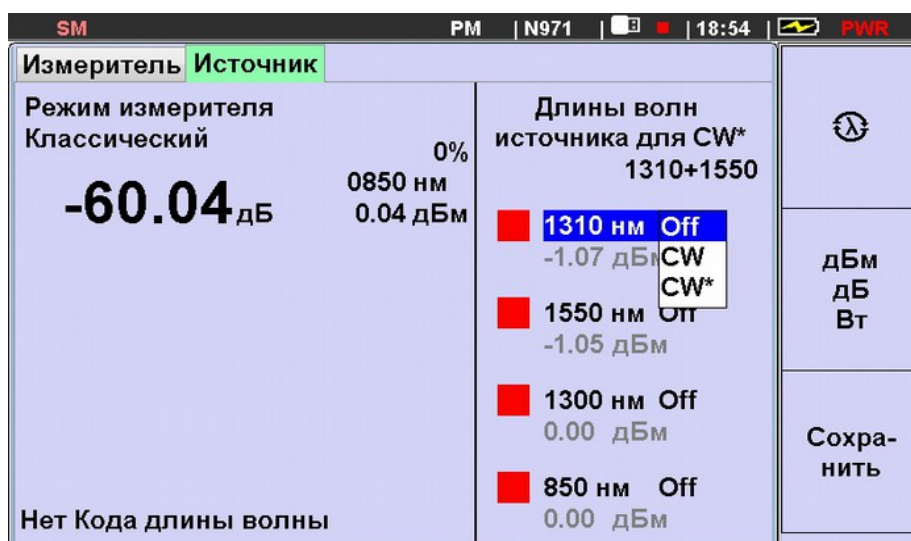 SM PM | N971 | | 18:54 | PWR
Измеритель Источник
Режим измерителя
Классический
0%
0850 нм
-60.04 дБ
0.04 дБм
Нет Кода длины волны
Длины волн
источника для CW*
1310+1550
1310 нм Off
-1.07 CW
CW*
1550 нм Off
-1.05 дБм
1300 нм Off
0.00 дБм
850 нм Off
0.00 дБм
λ
дБм
дБ
Вт
Сохра-
нить